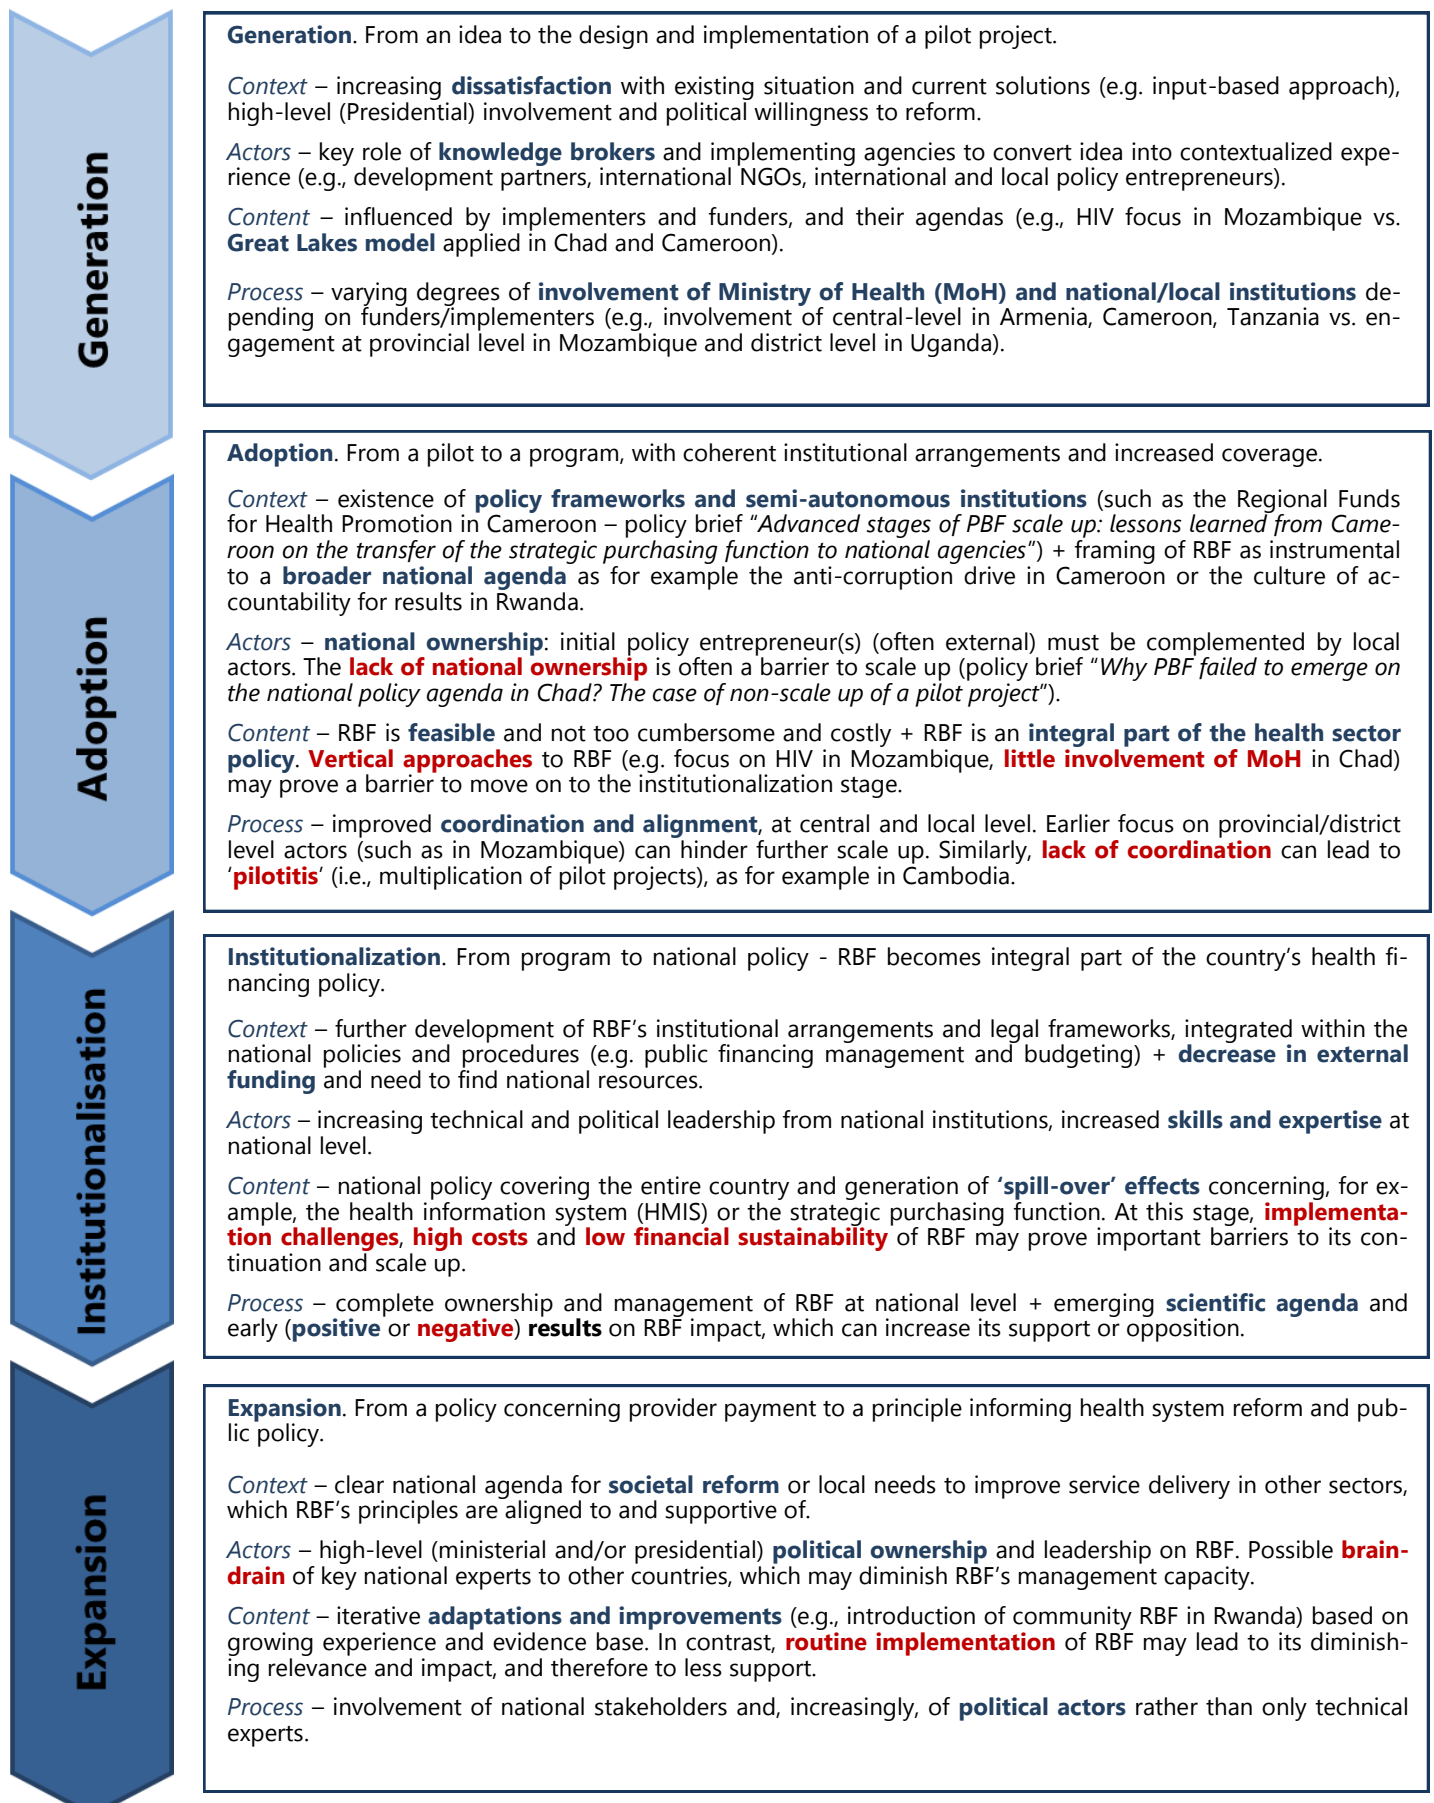 Generation
Generation. From an idea to the design and implementation of a pilot project.
Context – increasing dissatisfaction with existing situation and current solutions (e.g. input-based approach),
high-level (Presidential) involvement and political willingness to reform.
Actors – key role of knowledge brokers and implementing agencies to convert idea into contextualized expe-
rience (e.g., development partners, international NGOs, international and local policy entrepreneurs).
Content – influenced by implementers and funders, and their agendas (e.g., HIV focus in Mozambique vs.
Great Lakes model applied in Chad and Cameroon).
Process – varying degrees of involvement of Ministry of Health (MoH) and national/local institutions de-
pending on funders/implementers (e.g., involvement of central-level in Armenia, Cameroon, Tanzania vs. en-
gagement at provincial level in Mozambique and district level in Uganda).
Adoption
Adoption. From a pilot to a program, with coherent institutional arrangements and increased coverage.
Context – existence of policy frameworks and semi-autonomous institutions (such as the Regional Funds
for Health Promotion in Cameroon – policy brief "Advanced stages of PBF scale up: lessons learned from Came-
roon on the transfer of the strategic purchasing function to national agencies") + framing of RBF as instrumental
to a broader national agenda as for example the anti-corruption drive in Cameroon or the culture of ac-
countability for results in Rwanda.
Actors – national ownership: initial policy entrepreneur(s) (often external) must be complemented by local
actors. The lack of national ownership is often a barrier to scale up (policy brief "Why PBF failed to emerge on
the national policy agenda in Chad? The case of non-scale up of a pilot project").
Content – RBF is feasible and not too cumbersome and costly + RBF is an integral part of the health sector
policy. Vertical approaches to RBF (e.g. focus on HIV in Mozambique, little involvement of MoH in Chad)
may prove a barrier to move on to the institutionalization stage.
Process – improved coordination and alignment, at central and local level. Earlier focus on provincial/district
level actors (such as in Mozambique) can hinder further scale up. Similarly, lack of coordination can lead to
‘pilotitis’ (i.e., multiplication of pilot projects), as for example in Cambodia.
Institutionalisation
Institutionalization. From program to national policy - RBF becomes integral part of the country’s health fi-
nancing policy.
Context – further development of RBF’s institutional arrangements and legal frameworks, integrated within the
national policies and procedures (e.g. public financing management and budgeting) + decrease in external
funding and need to find national resources.
Actors – increasing technical and political leadership from national institutions, increased skills and expertise at
national level.
Content – national policy covering the entire country and generation of ‘spill-over’ effects concerning, for ex-
ample, the health information system (HMIS) or the strategic purchasing function. At this stage, implementa-
tion challenges, high costs and low financial sustainability of RBF may prove important barriers to its con-
tinuation and scale up.
Process – complete ownership and management of RBF at national level + emerging scientific agenda and
early (positive or negative) results on RBF impact, which can increase its support or opposition.
Expansion
Expansion. From a policy concerning provider payment to a principle informing health system reform and pub-
lic policy.
Context – clear national agenda for societal reform or local needs to improve service delivery in other sectors,
which RBF’s principles are aligned to and supportive of.
Actors – high-level (ministerial and/or presidential) political ownership and leadership on RBF. Possible brain-
drain of key national experts to other countries, which may diminish RBF’s management capacity.
Content – iterative adaptations and improvements (e.g., introduction of community RBF in Rwanda) based on
growing experience and evidence base. In contrast, routine implementation of RBF may lead to its diminish-
ing relevance and impact, and therefore to less support.
Process – involvement of national stakeholders and, increasingly, of political actors rather than only technical
experts.